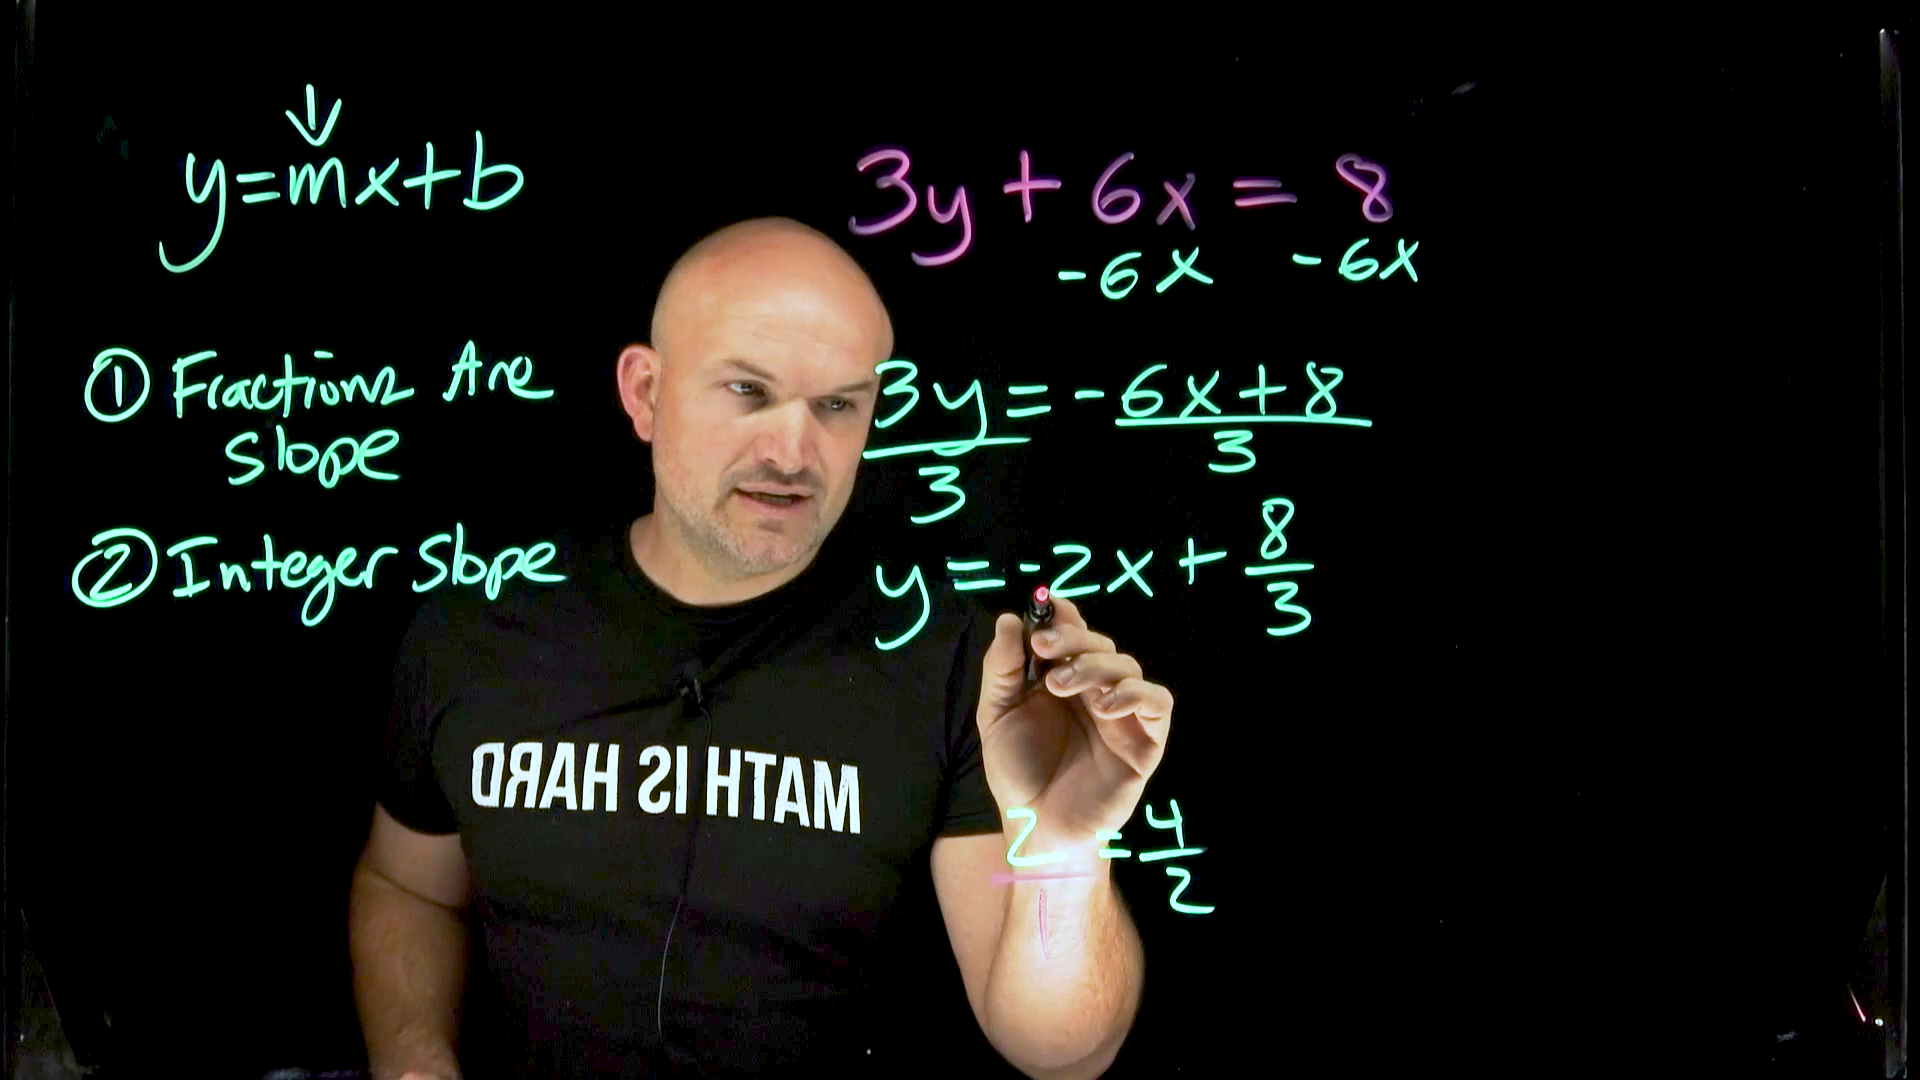 y=mx+b
① Fractions Are
slope
② Integer Slope
3y + 6x = 8
-6x -6x
3y = -6x+8
3 3
y = -2x + 8/3
2/1 = 4/2
MATH IS HARD